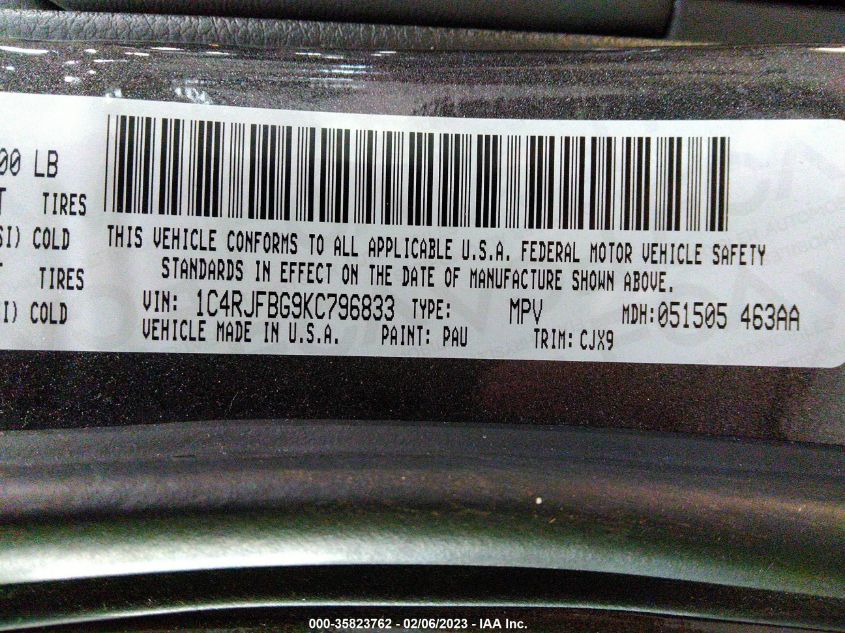 00 LB
TIRES
SI) COLD
TIRES
I) COLD
THIS VEHICLE CONFORMS TO ALL APPLICABLE U.S.A. FEDERAL MOTOR VEHICLE SAFETY
STANDARDS IN EFFECT ON THE DATE OF MANUFACTURE SHOWN ABOVE.
VIN: 1C4RJFBG9KC796833 TYPE: MPV MDH:051505 463AA
VEHICLE MADE IN U.S.A. PAINT: PAU TRIM: CJX9
000-35823762 - 02/06/2023 - IAA Inc.